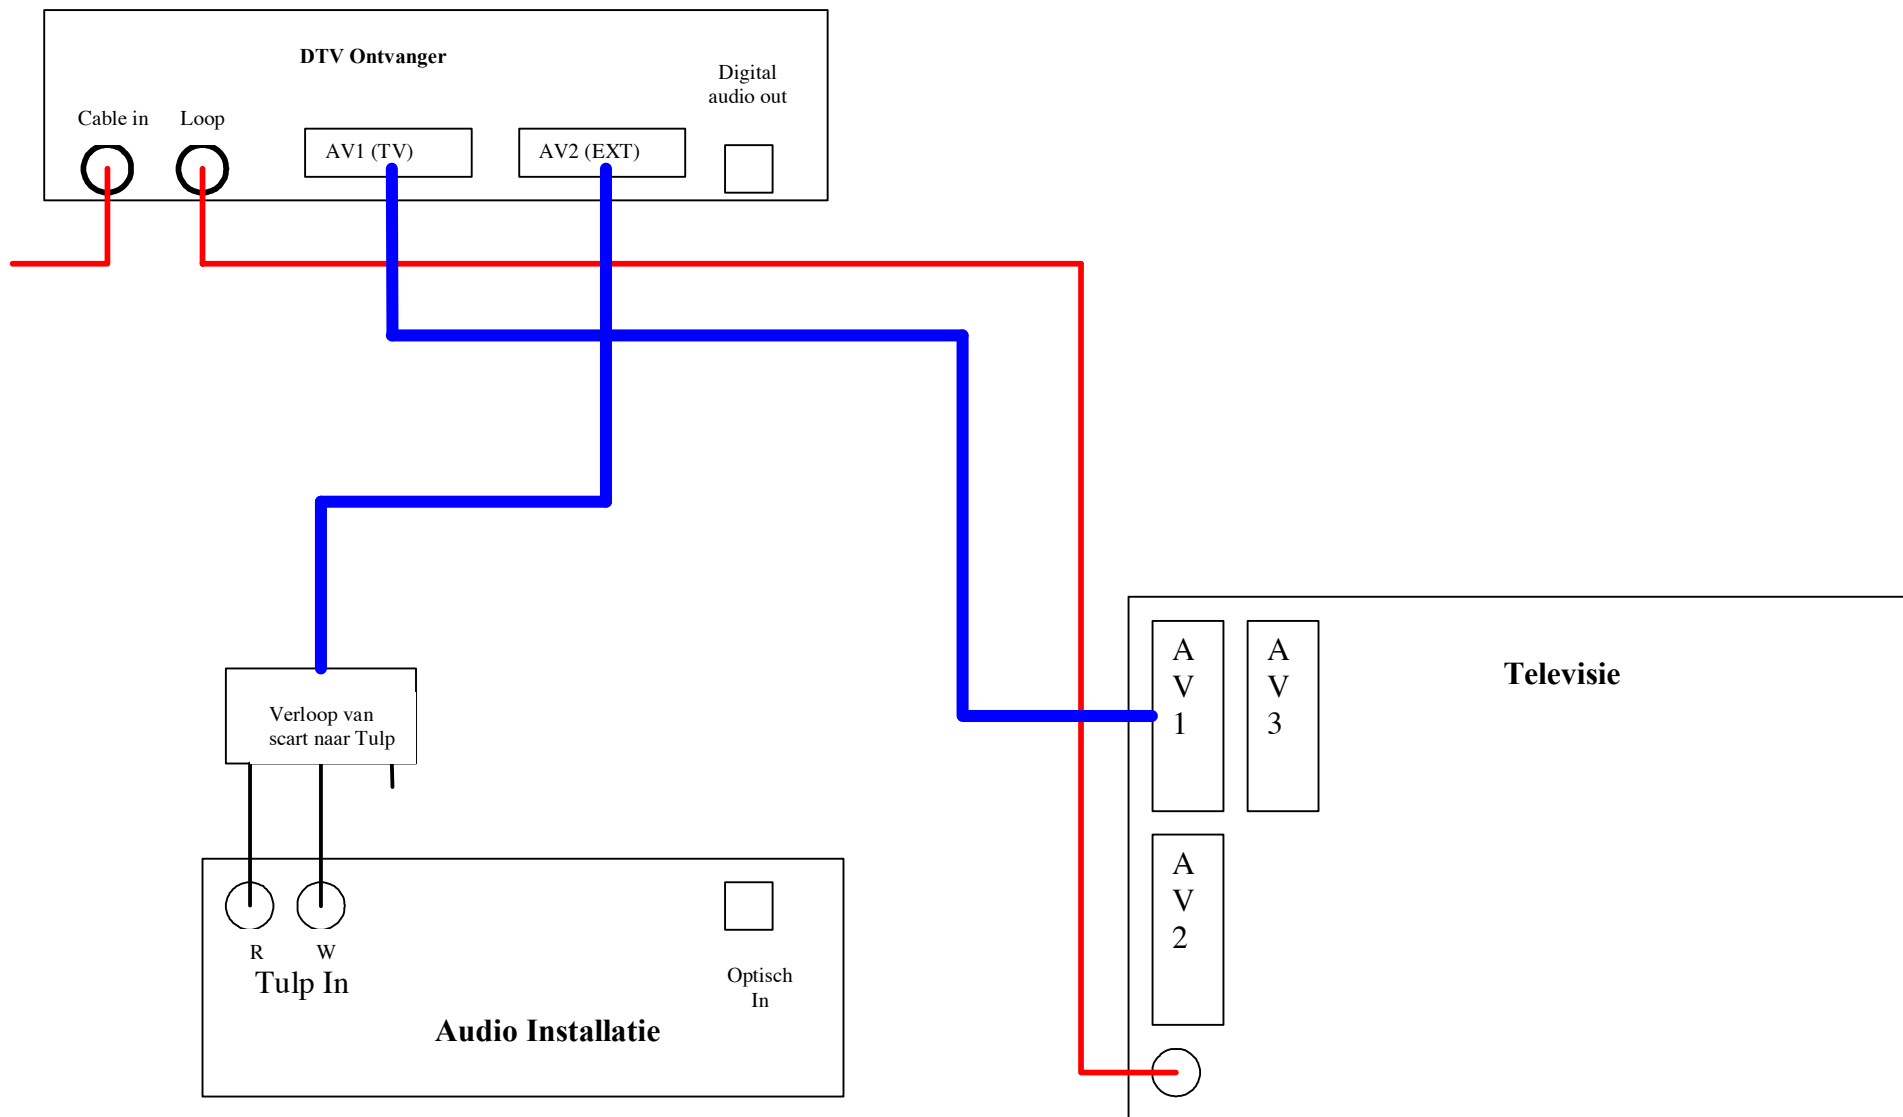 DTV Ontvanger
Digital
audio out
Cable in
Loop
AV1 (TV)
AV2 (EXT)
A
V
1
A
V
3
Televisie
Verloop van
scart naar Tulp
A
V
2
R
W
Tulp In
Optisch
In
Audio Installatie